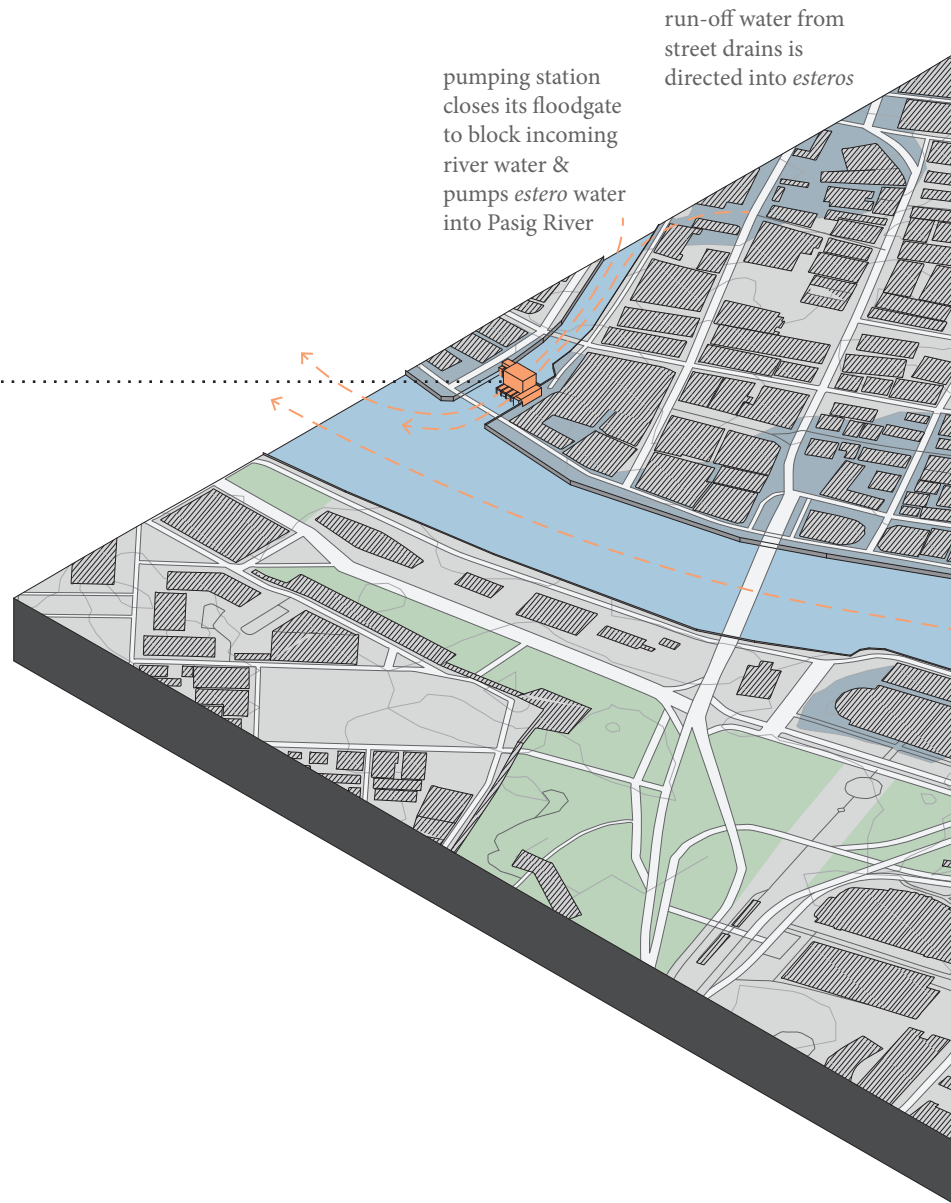 run-off water from
street drains is
directed into esteros
pumping station
closes its floodgate
to block incoming
river water &
pumps estero water
into Pasig River